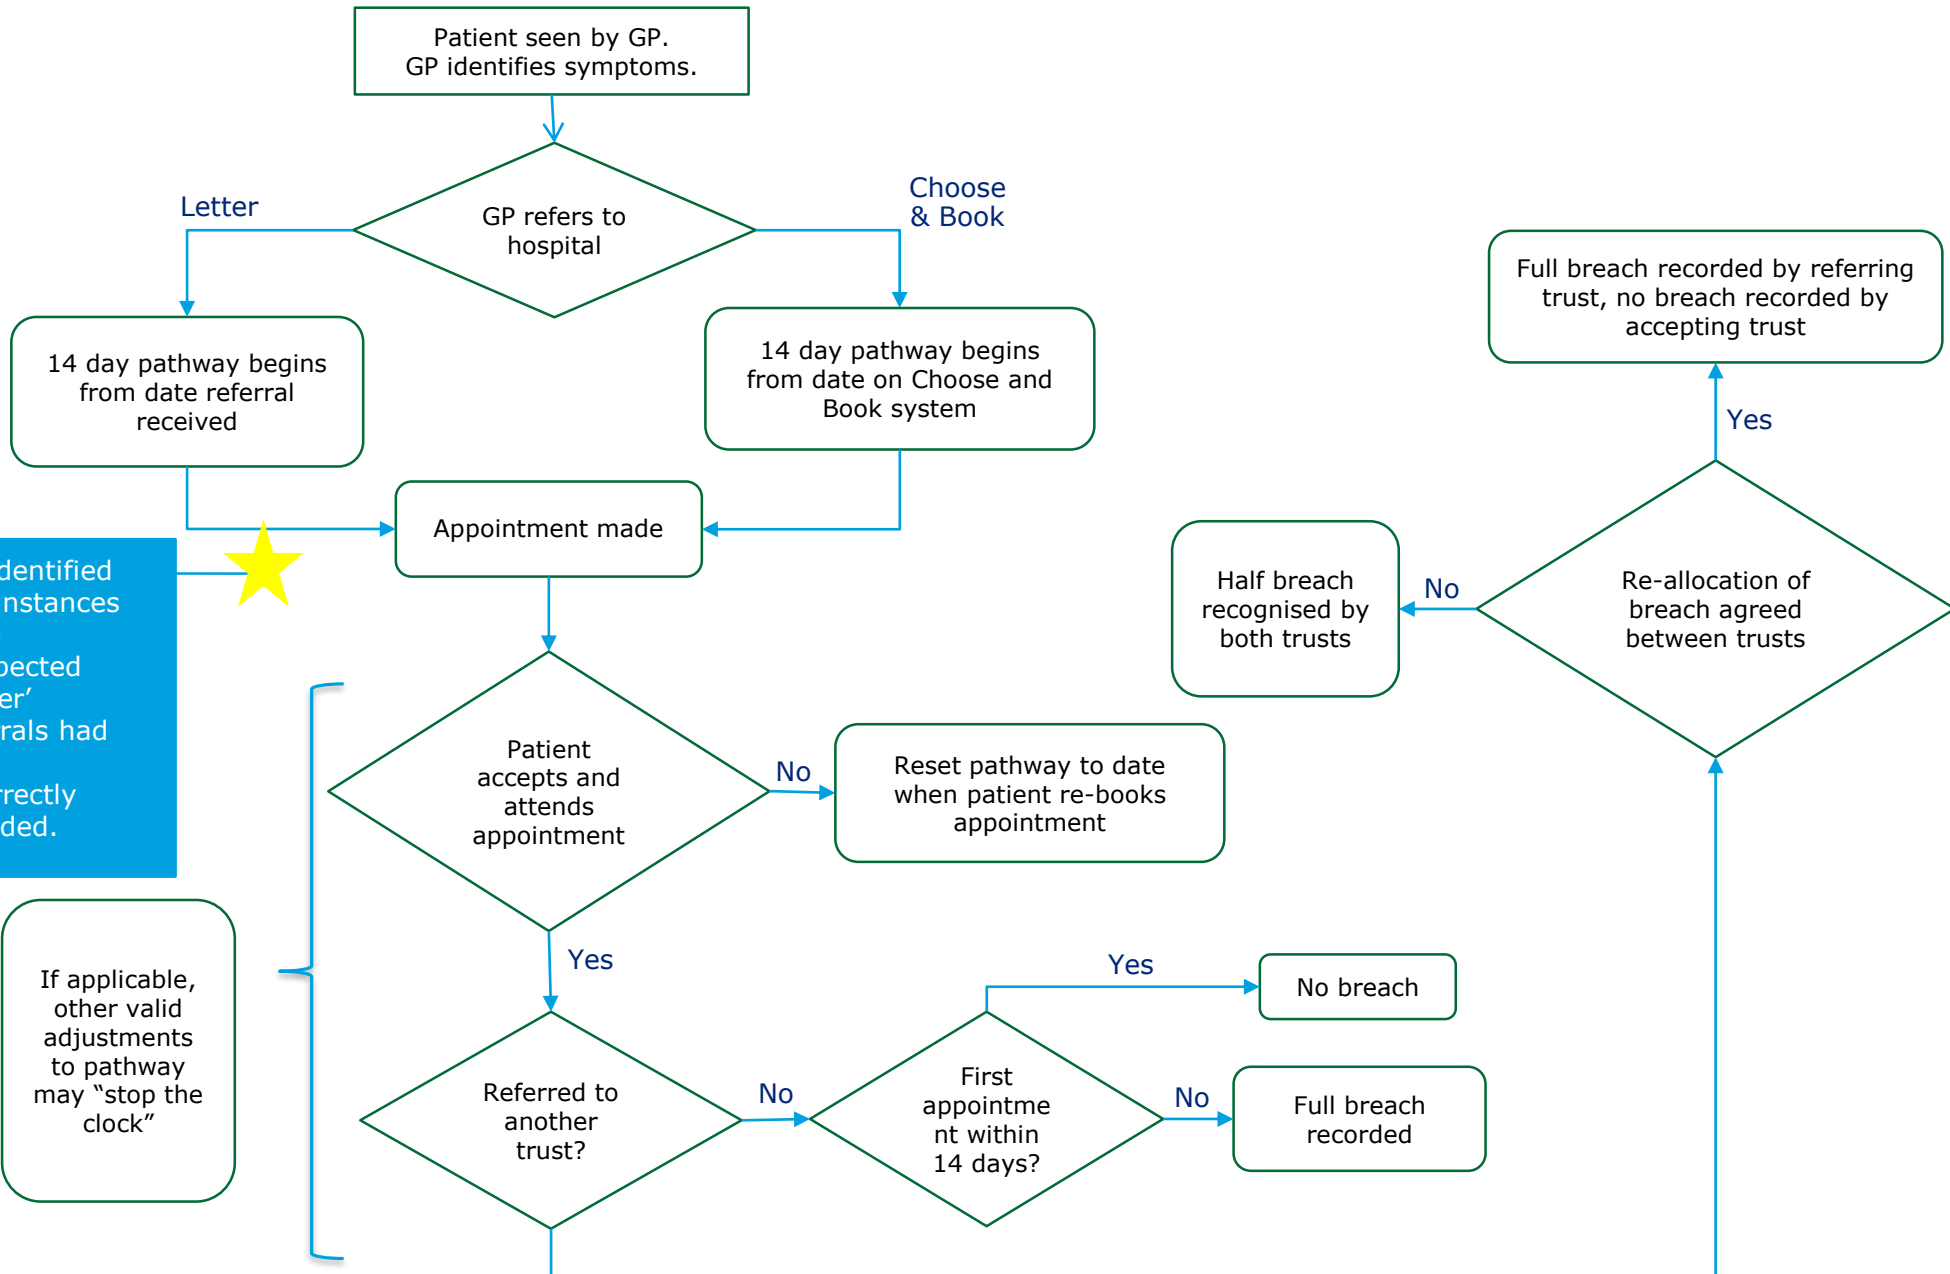 Patient seen by GP.
GP identifies symptoms.
Letter
GP refers to
hospital
Choose
& Book
14 day pathway begins
from date referral
received
14 day pathway begins
from date on Choose and
Book system
Full breach recorded by referring
trust, no breach recorded by
accepting trust
Yes
Appointment made
Half breach
recognised by
both trusts
No
Re-allocation of
breach agreed
between trusts
instances
had
Patient
accepts and
attends
appointment
No
Reset pathway to date
when patient re-books
appointment
If applicable,
other valid
adjustments
to pathway
may “stop the
clock”
Yes
Referred to
another
trust?
No
First
appointme
nt within
14 days?
Yes
No breach
No
Full breach
recorded